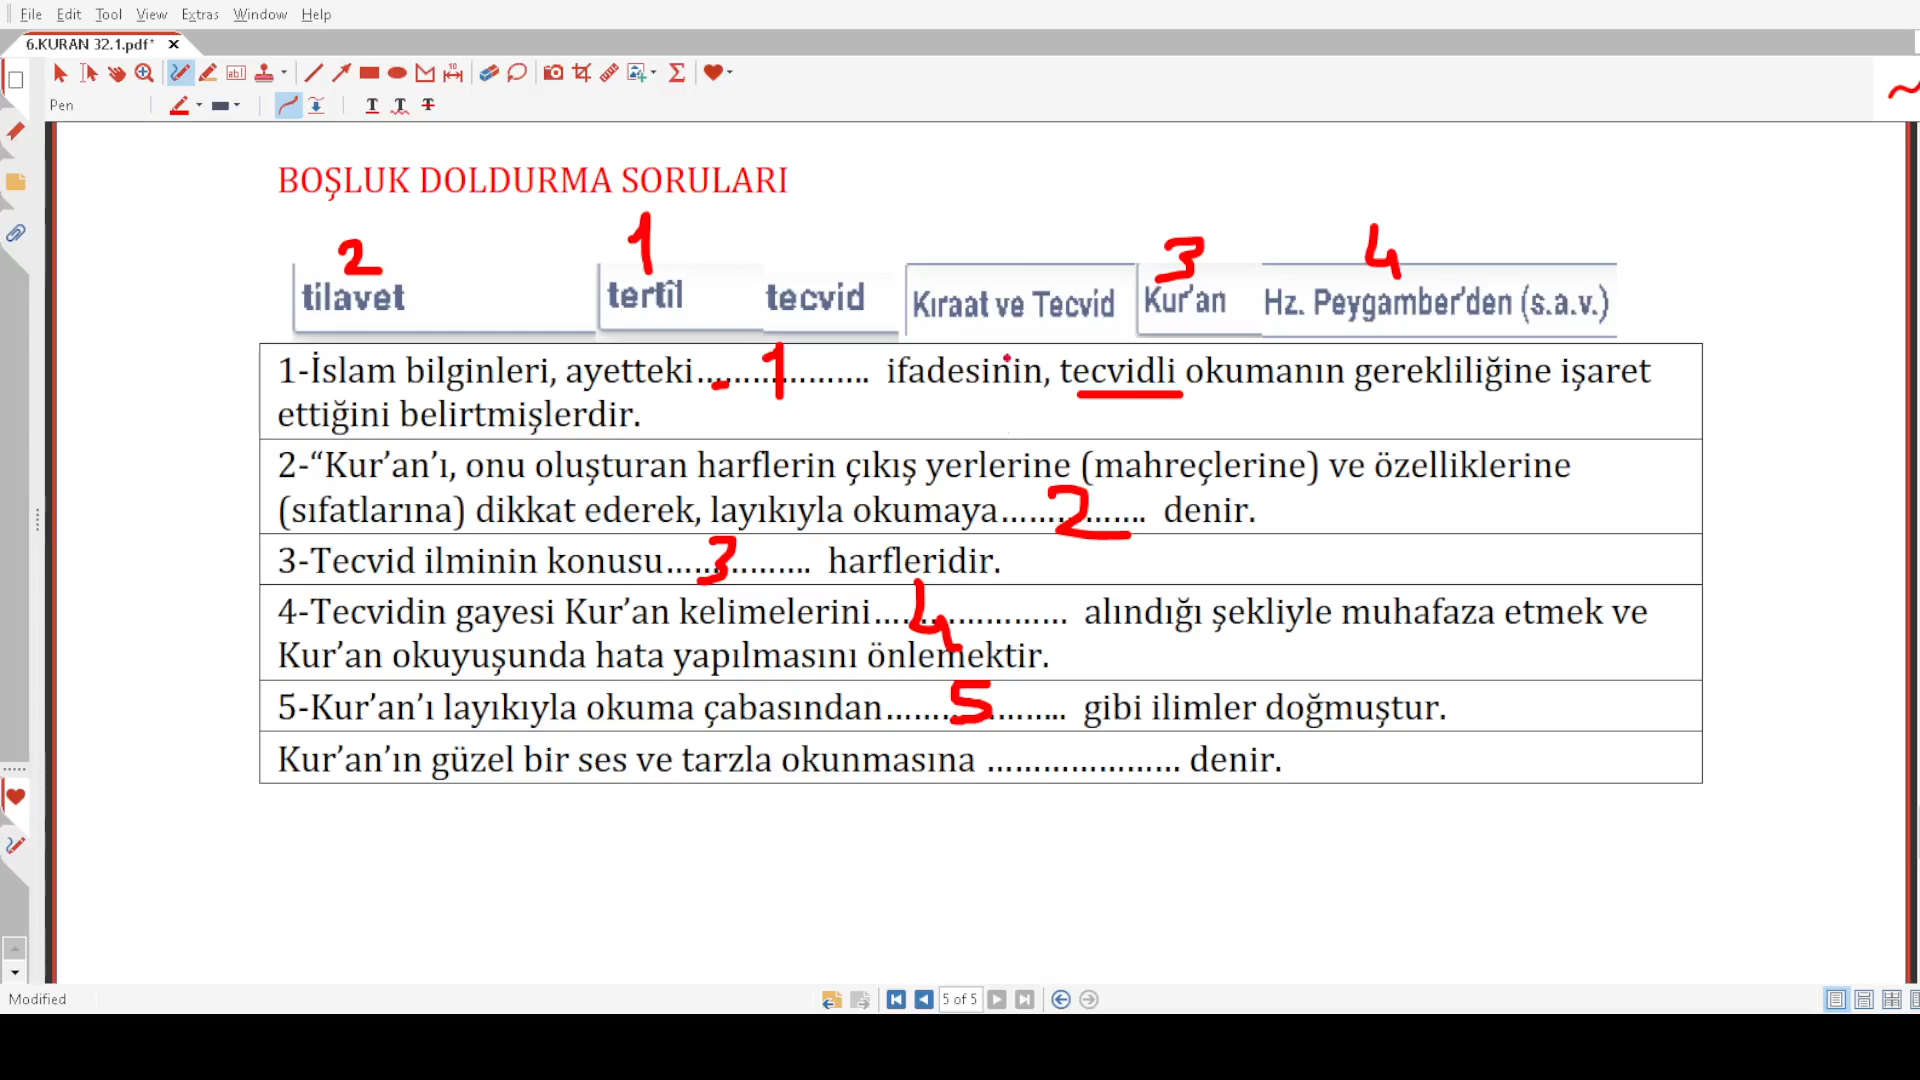 File Edit Tool View Extras Window Help
6.KURAN 32.1.pdf* ×
Pen
BOŞLUK DOLDURMA SORULARI
2 1 3 4
tilavet tertîl tecvid Kıraat ve Tecvid Kur'an Hz. Peygamber'den (s.a.v.)
1-İslam bilginleri, ayetteki……1…………. ifadesinin, tecvidli okumanın gerekliliğine işaret
ettiğini belirtmişlerdir.
2-“Kur’an’ı, onu oluşturan harflerin çıkış yerlerine (mahreçlerine) ve özelliklerine
(sıfatlarına) dikkat ederek, layıkıyla okumaya……2……. denir.
3-Tecvid ilminin konusu……3………. harfleridir.
4-Tecvidin gayesi Kur’an kelimelerini……4…………… alındığı şekliyle muhafaza etmek ve
Kur’an okuyuşunda hata yapılmasını önlemektir.
5-Kur’an’ı layıkıyla okuma çabasından……5……….. gibi ilimler doğmuştur.
Kur’an’ın güzel bir ses ve tarzla okunmasına ………………… denir.
Modified 5 of 5